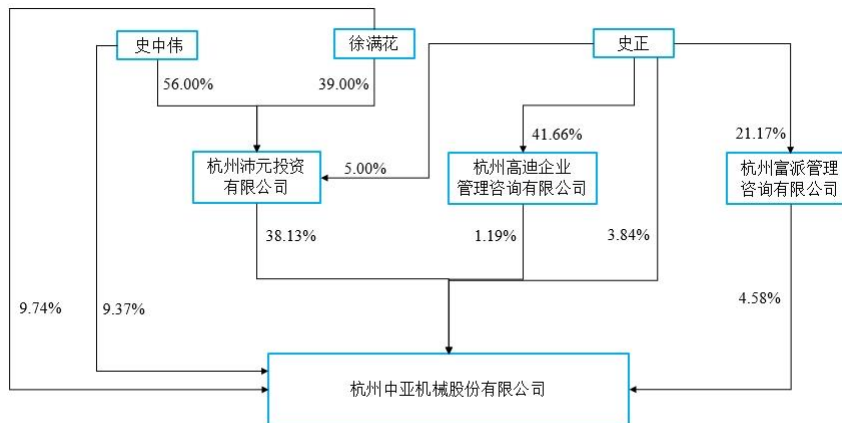 史中伟
徐满花
史正
56.00%
39.00%
41.66%
21.17%
杭州沛元投资
有限公司
5.00%
杭州高迪企业
管理咨询有限公司
杭州富派管理
咨询有限公司
38.13%
1.19%
3.84%
9.74%
9.37%
4.58%
杭州中亚机械股份有限公司